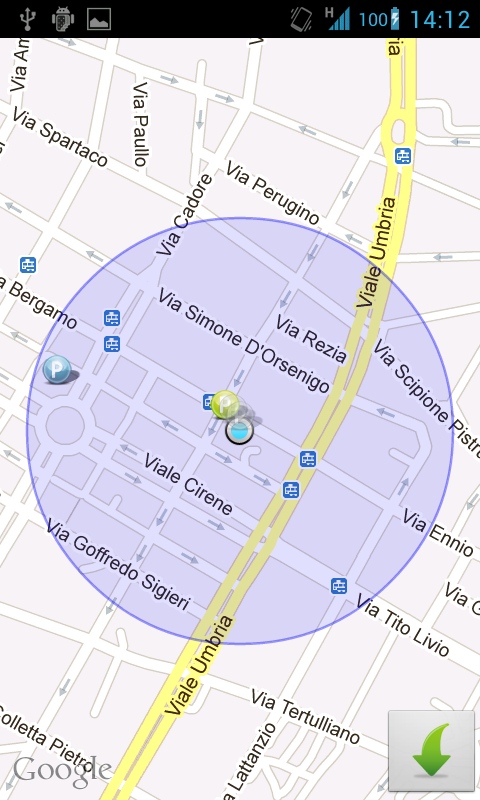 H 100 14:12
Via Am
Via Paullo
Via Spartaco
Via Cadore
Via Perugino
Viale Umbria
a Bergamo
Via Simone D'Orsenigo
Via Rezia
Via Scipione Pistra
P
P
Viale Cirene
Via Ennio
Via Goffredo Sigieri
Via G
Via Tito Livio
Viale Umbria
Via Tertulliano
Via Lattanzio
Colletta Pietro
Google